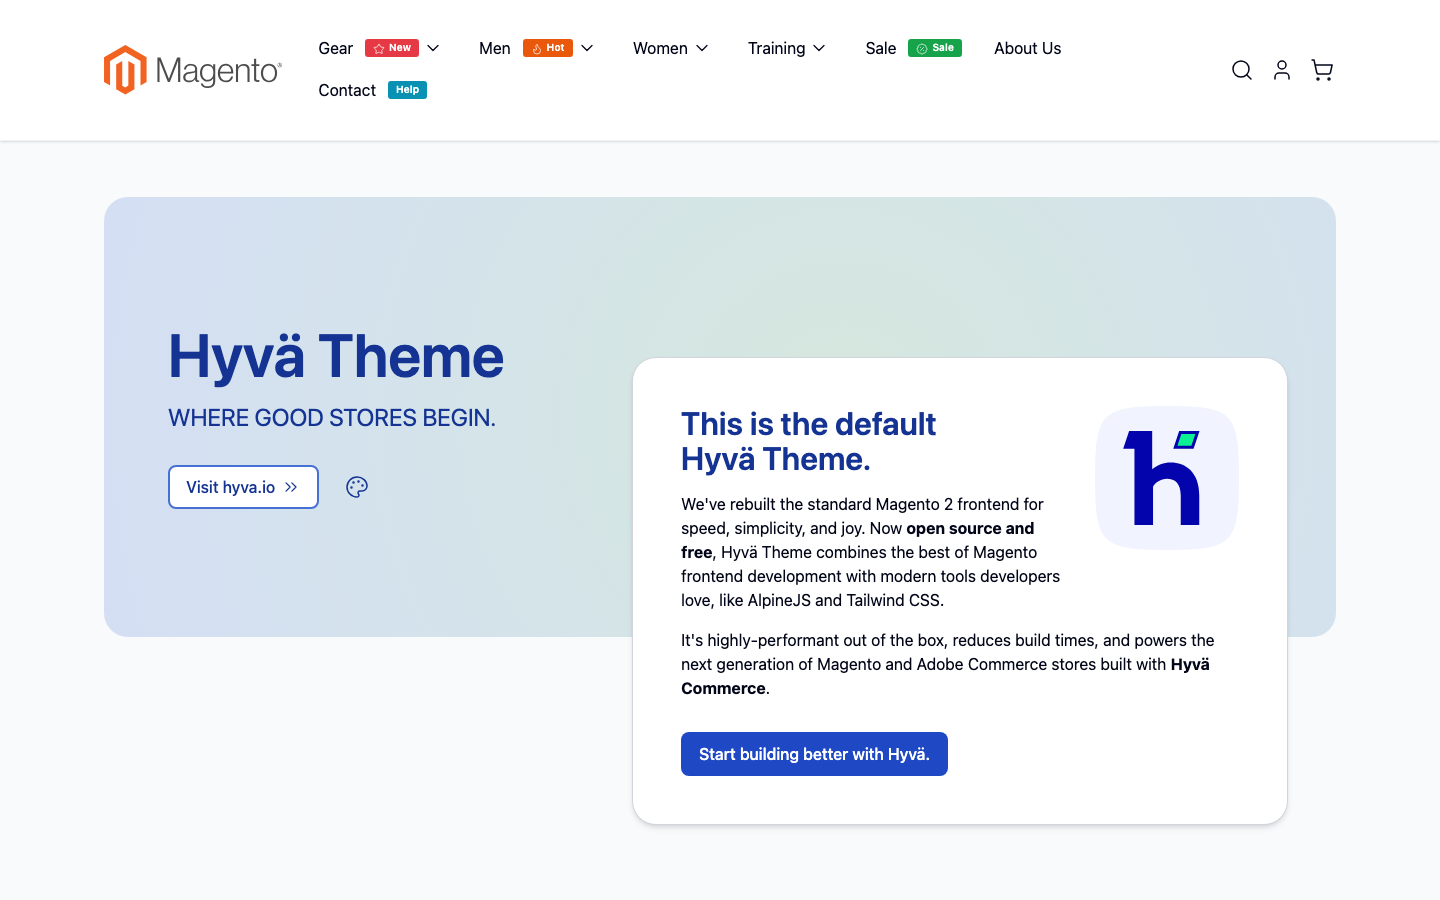 Magento®
Gear New Men Hot Women Training Sale Sale About Us
Contact Help
Hyvä Theme
WHERE GOOD STORES BEGIN.
Visit hyva.io
This is the default
Hyvä Theme.
We've rebuilt the standard Magento 2 frontend for
speed, simplicity, and joy. Now open source and
free, Hyvä Theme combines the best of Magento
frontend development with modern tools developers
love, like AlpineJS and Tailwind CSS.
It's highly-performant out of the box, reduces build times, and powers the
next generation of Magento and Adobe Commerce stores built with Hyvä
Commerce.
Start building better with Hyvä.